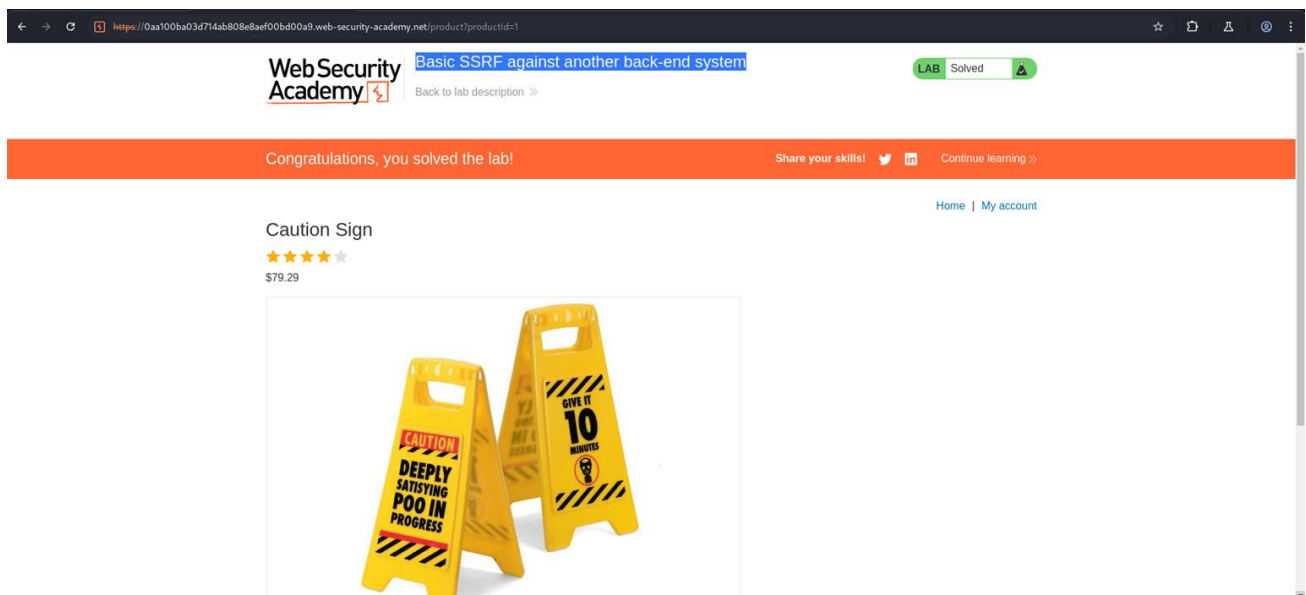 https://0aa100ba03d714ab808e8aef00bd00a9.web-security-academy.net/product?productId=1
Web Security
Academy
Basic SSRF against another back-end system
Back to lab description
LAB Solved
Congratulations, you solved the lab!
Share your skills!
Continue learning
Home | My account
Caution Sign
$79.29
GIVE IT
10
MINUTES
CAUTION
DEEPLY
SATISYING
POO IN
PROGRESS